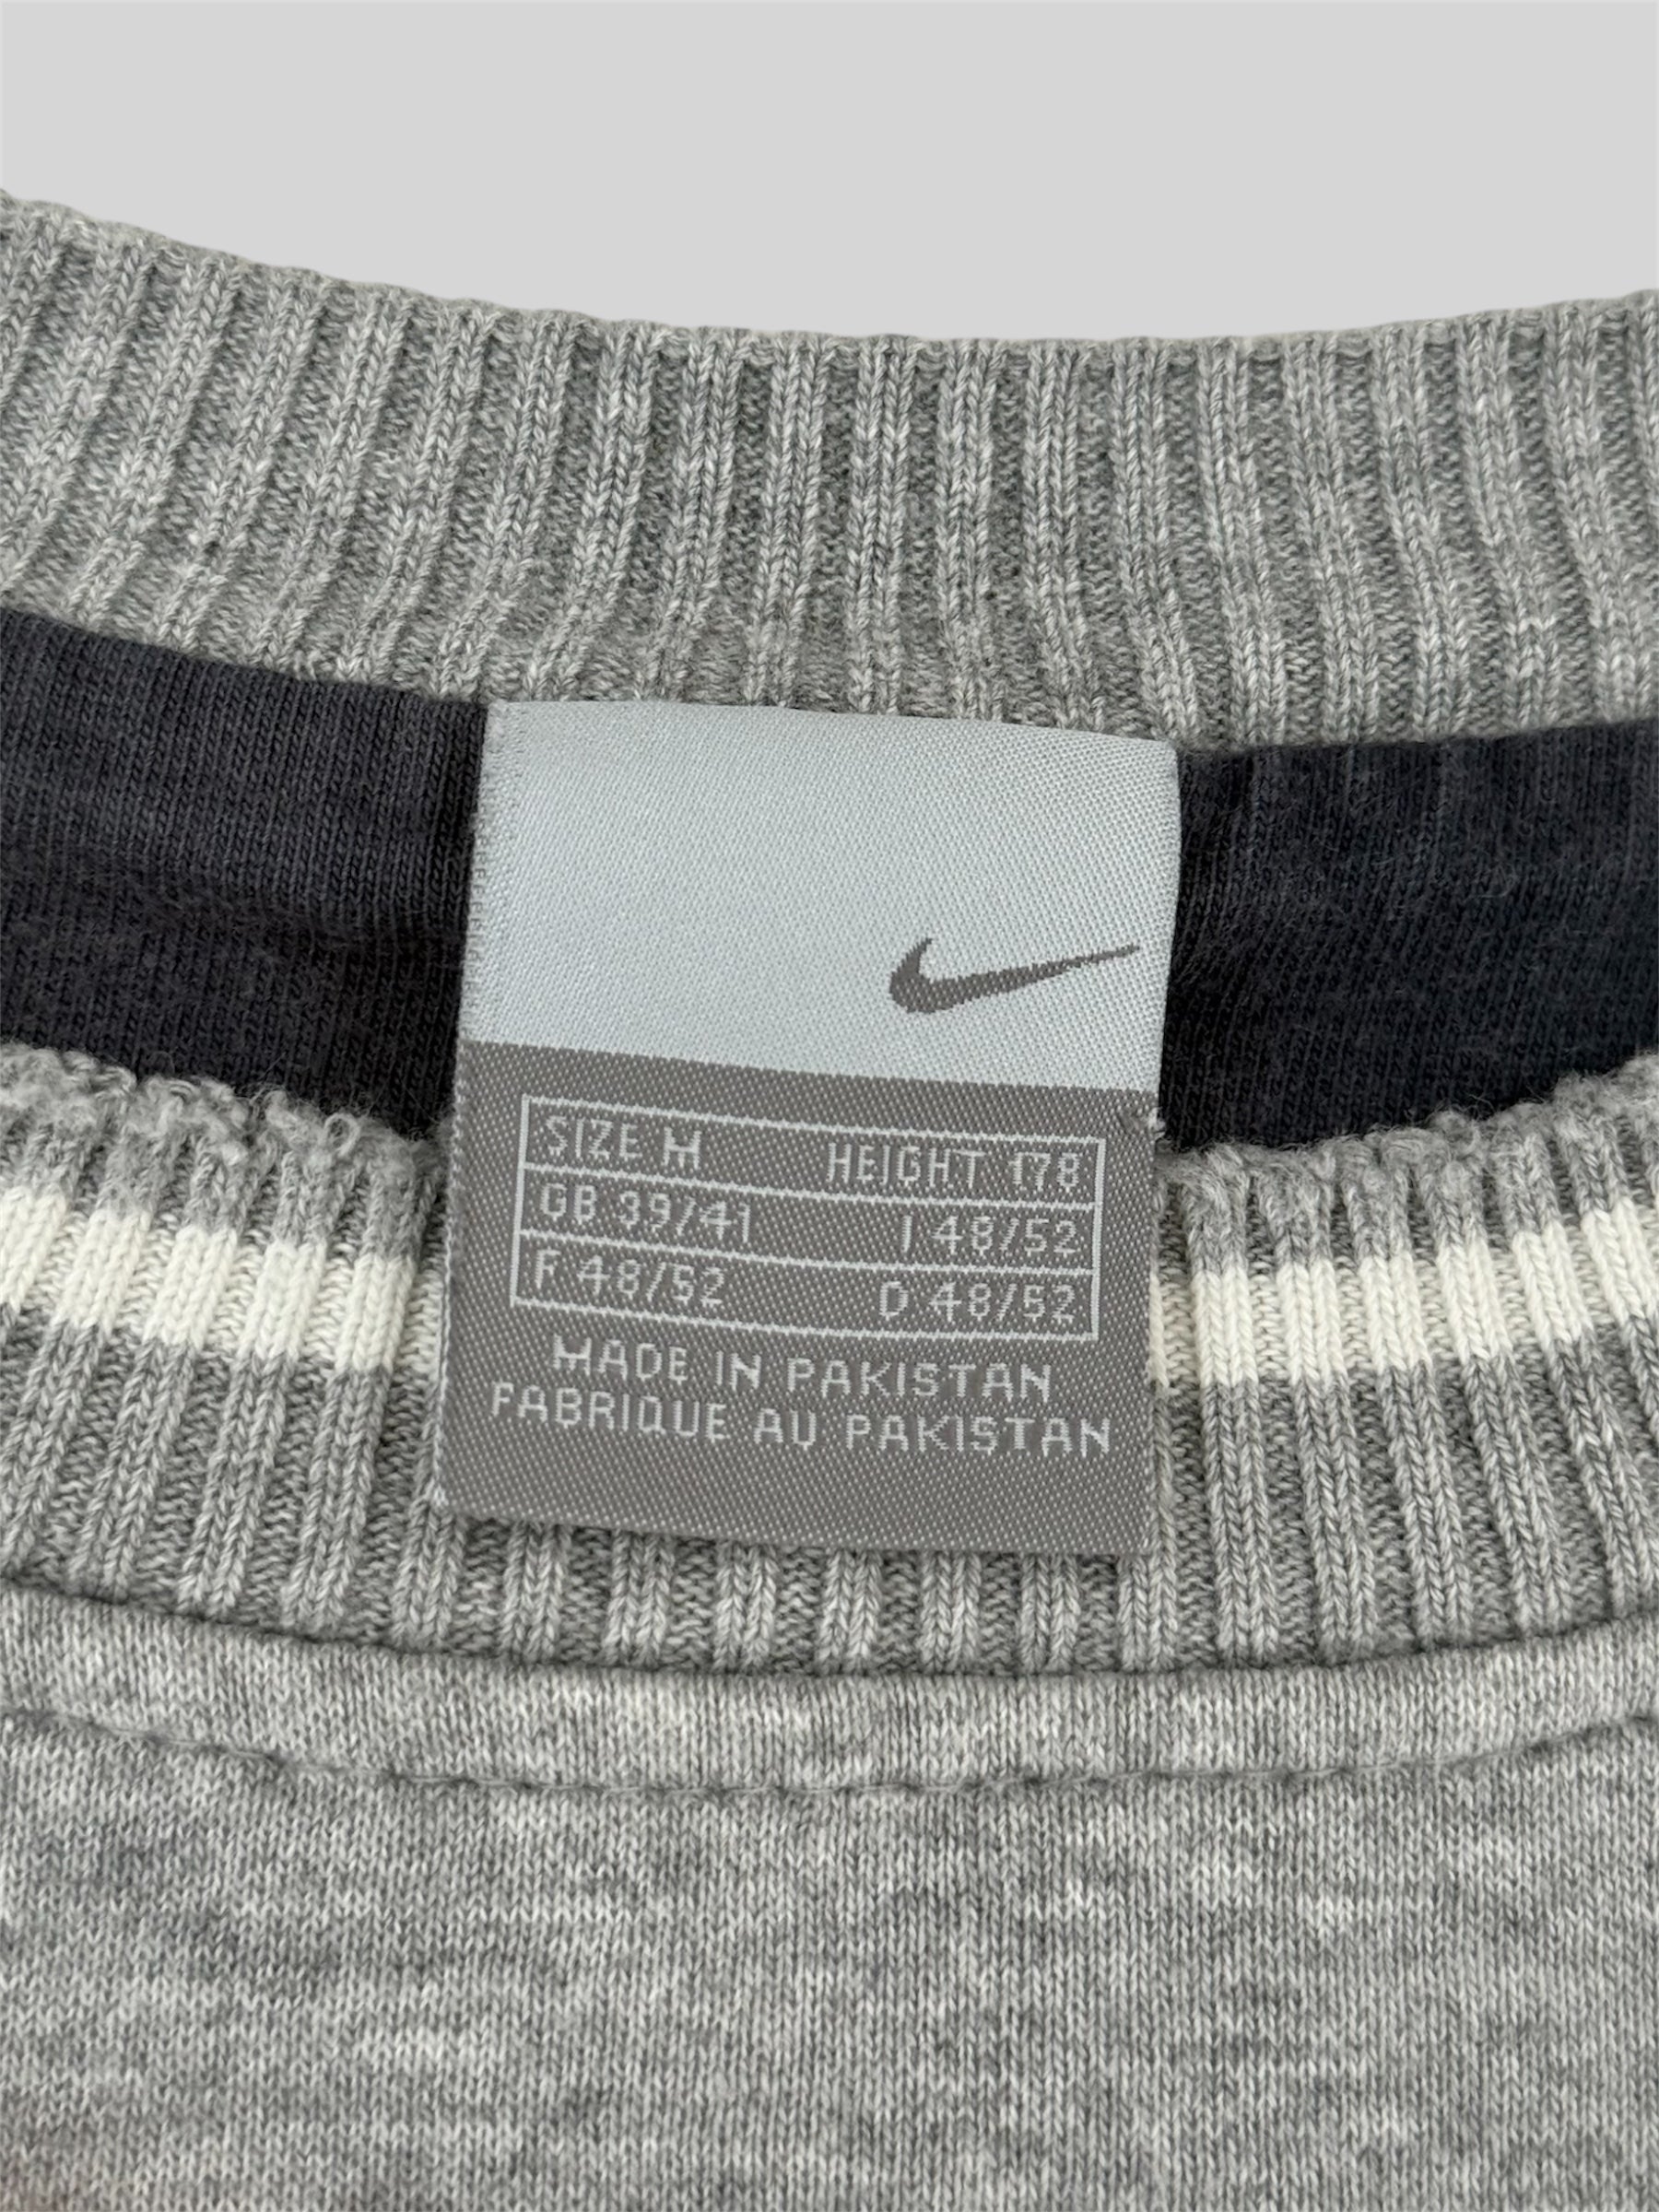 SIZE M HEIGHT 178
GB 39/41 I 48/52
F 48/52 D 48/52
MADE IN PAKISTAN
FABRIQUE AU PAKISTAN